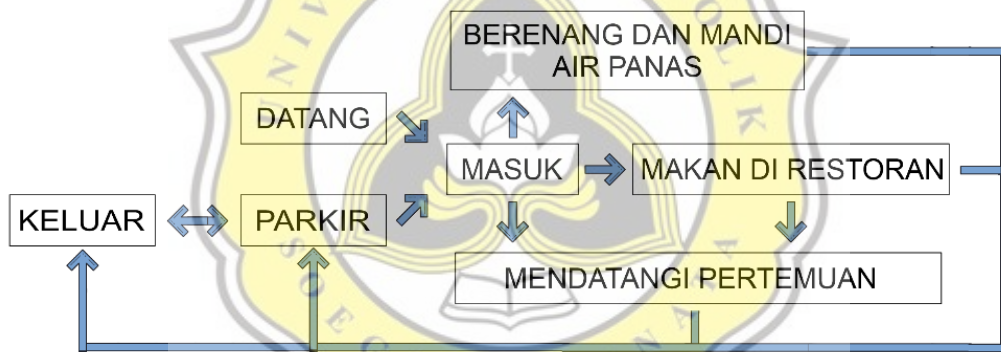 BERENANG DAN MANDI
AIR PANAS
DATANG
MASUK
MAKAN DI RESTORAN
KELUAR
PARKIR
MENDATANGI PERTEMUAN